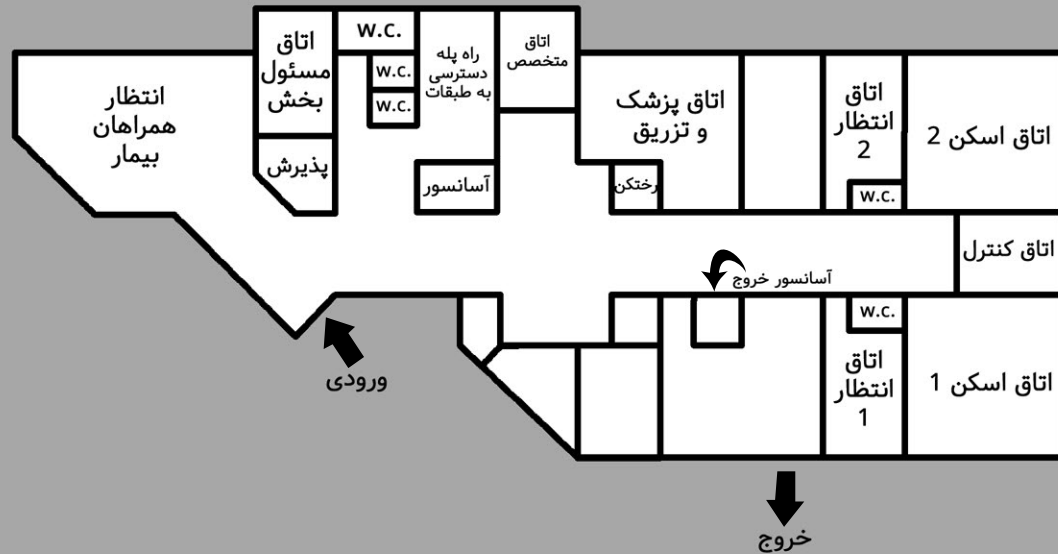 انتظار
همراهان
بیمار
اتاق
مسئول
بخش
پذیرش
w.c.
w.c.
w.c.
راه پله
دسترسی
به طبقات
آسانسور
اتاق
متخصص
اتاق پزشک
و تزریق
رختکن
اتاق
انتظار
2
w.c.
اتاق اسکن 2
اتاق کنترل
آسانسور خروج
w.c.
اتاق
انتظار
1
اتاق اسکن 1
ورودی
خروج